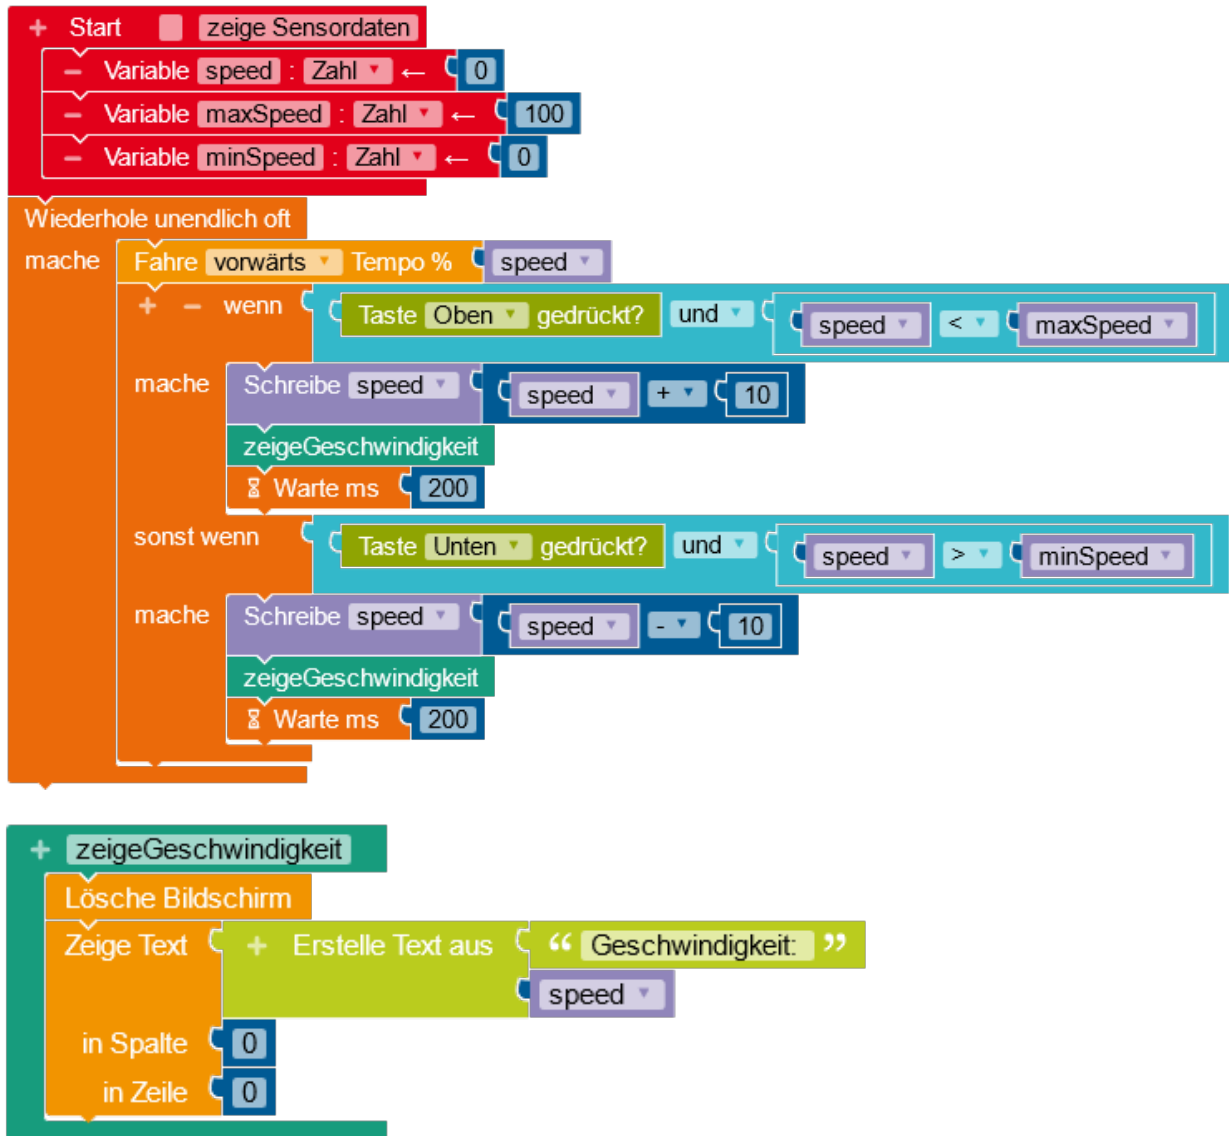 + Start zeige Sensordaten
− Variable speed : Zahl ← 0
− Variable maxSpeed : Zahl ← 100
− Variable minSpeed : Zahl ← 0
Wiederhole unendlich oft
mache Fahre vorwärts Tempo % speed
+ − wenn Taste Oben gedrückt? und speed < maxSpeed
mache Schreibe speed speed + 10
zeigeGeschwindigkeit
Warte ms 200
sonst wenn Taste Unten gedrückt? und speed > minSpeed
mache Schreibe speed speed - 10
zeigeGeschwindigkeit
Warte ms 200
+ zeigeGeschwindigkeit
Lösche Bildschirm
Zeige Text + Erstelle Text aus “ Geschwindigkeit: ”
speed
in Spalte 0
in Zeile 0